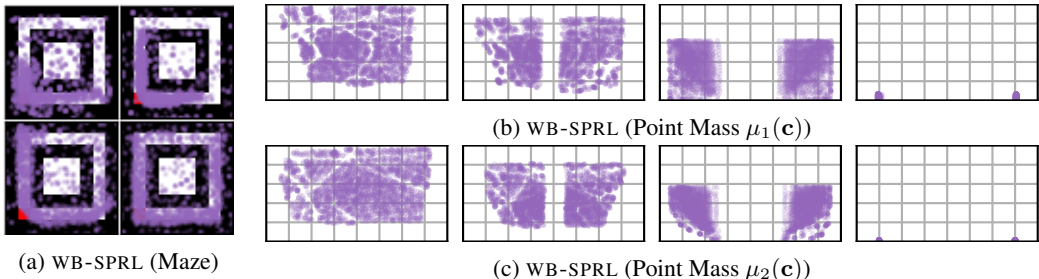 (b) WB-SPRL (Point Mass μ₁(c))
(a) WB-SPRL (Maze)
(c) WB-SPRL (Point Mass μ₂(c))